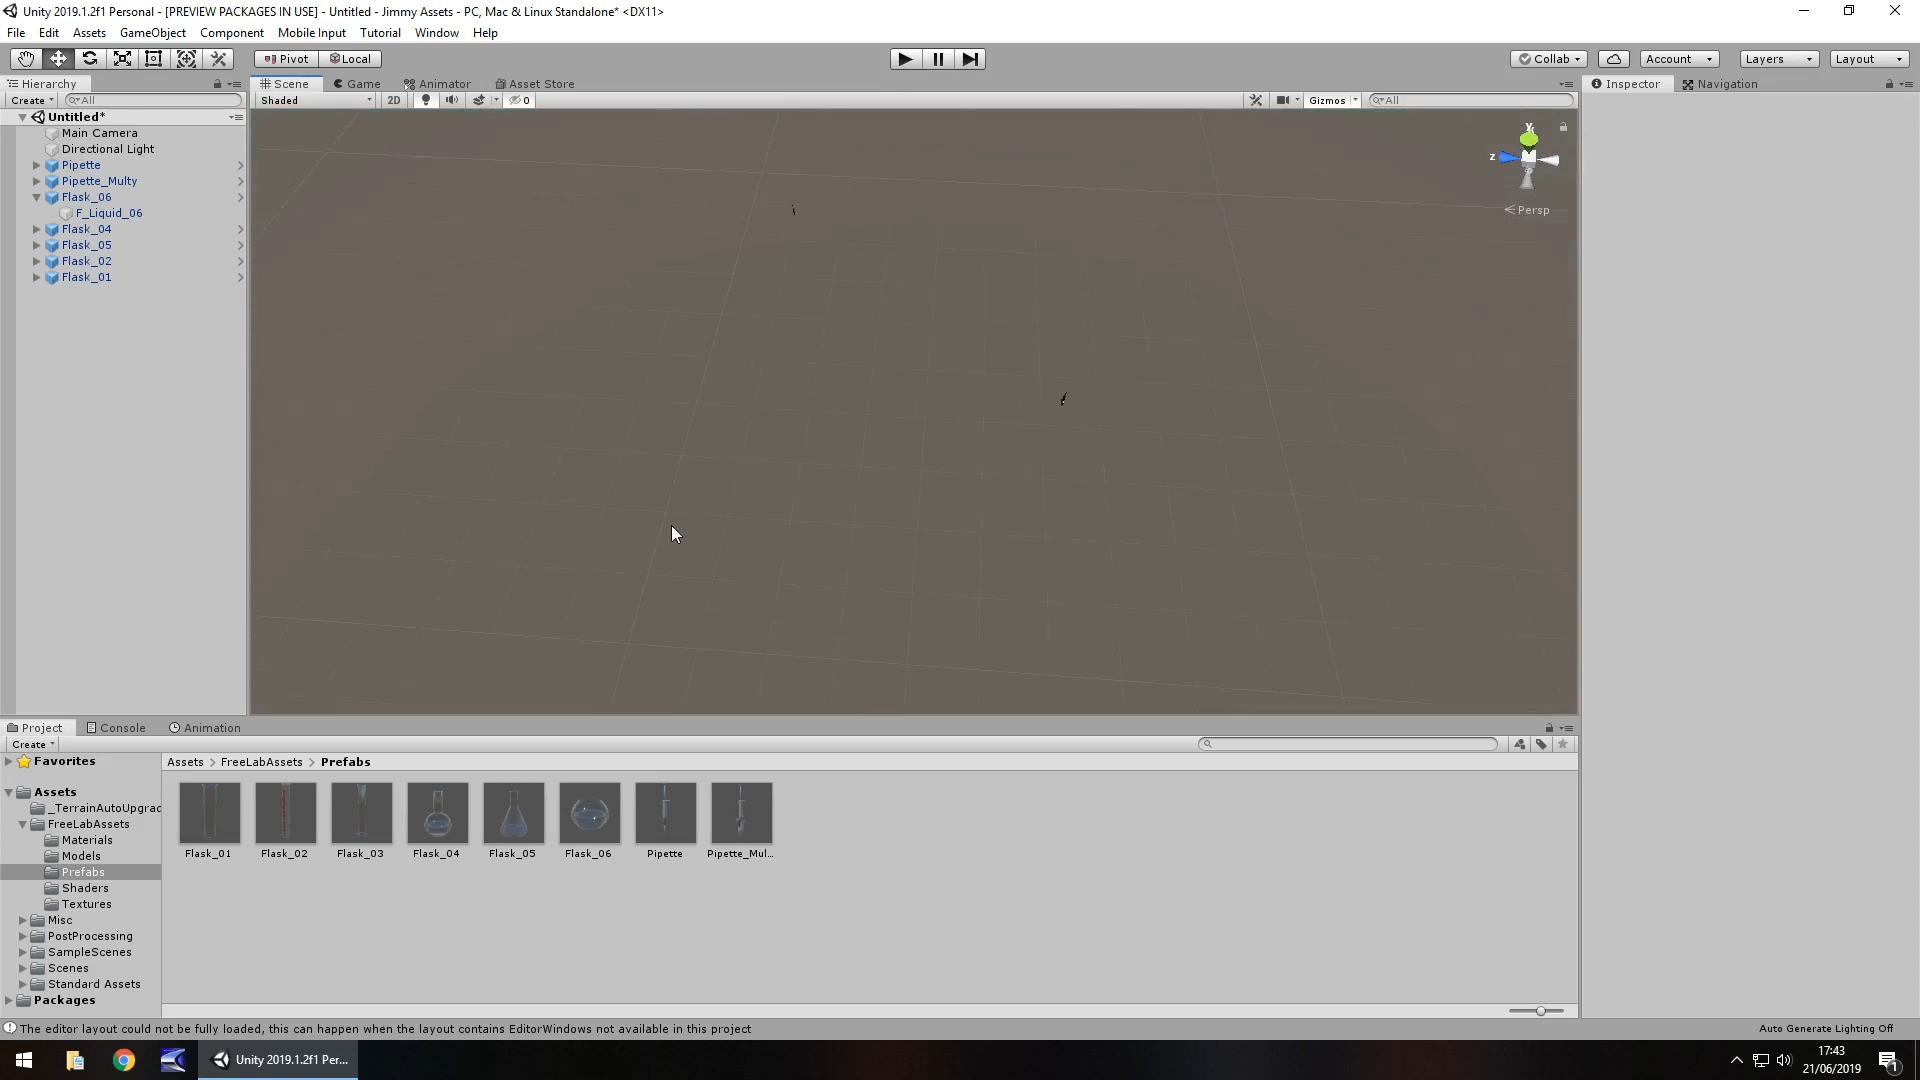 Unity 2019.1.2f1 Personal - [PREVIEW PACKAGES IN USE] - Untitled - Jimmy Assets - PC, Mac & Linux Standalone* <DX11>
File Edit Assets GameObject Component Mobile Input Tutorial Window Help
Pivot Local Collab Account Layers Layout
Hierarchy Scene Game Animator Asset Store Inspector Navigation
Create All Shaded 2D 0 Gizmos All
Untitled*
Main Camera
Directional Light
Pipette
Pipette_Multy
Flask_06
F_Liquid_06
Flask_04
Flask_05
Flask_02
Flask_01
Y
Z
Persp
Project Console Animation
Create
Favorites
Assets > FreeLabAssets > Prefabs
Assets
_TerrainAutoUpgrad
FreeLabAssets
Materials
Models
Prefabs
Shaders
Textures
Misc
PostProcessing
SampleScenes
Scenes
Standard Assets
Packages
Flask_01 Flask_02 Flask_03 Flask_04 Flask_05 Flask_06 Pipette Pipette_Mul...
The editor layout could not be fully loaded, this can happen when the layout contains EditorWindows not available in this project
Auto Generate Lighting Off
Unity 2019.1.2f1 Per...
17:43
21/06/2019
1